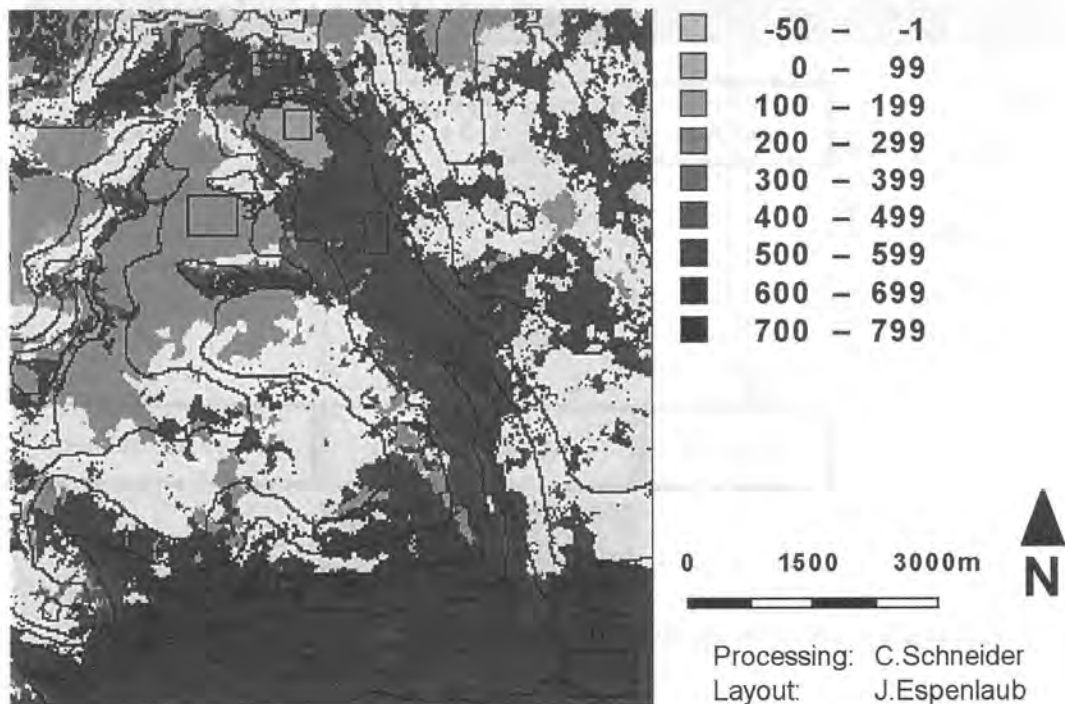 -50 – -1
0 – 99
100 – 199
200 – 299
300 – 399
400 – 499
500 – 599
600 – 699
700 – 799
0 1500 3000m
N
Processing: C.Schneider
Layout: J.Espenlaub